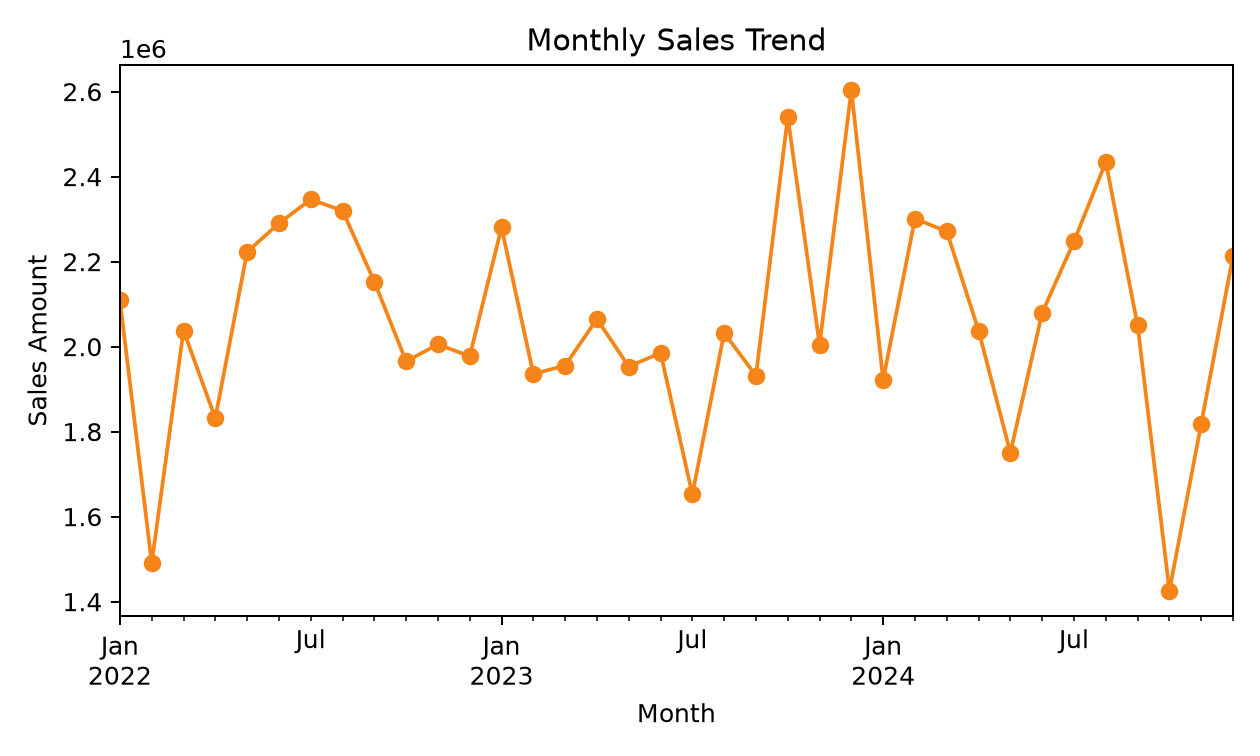 Monthly Sales Trend
1e6
2.6
2.4
2.2
2.0
1.8
1.6
1.4
Sales Amount
Jan Jul Jan Jul Jan Jul
2022 2023 2024
Month